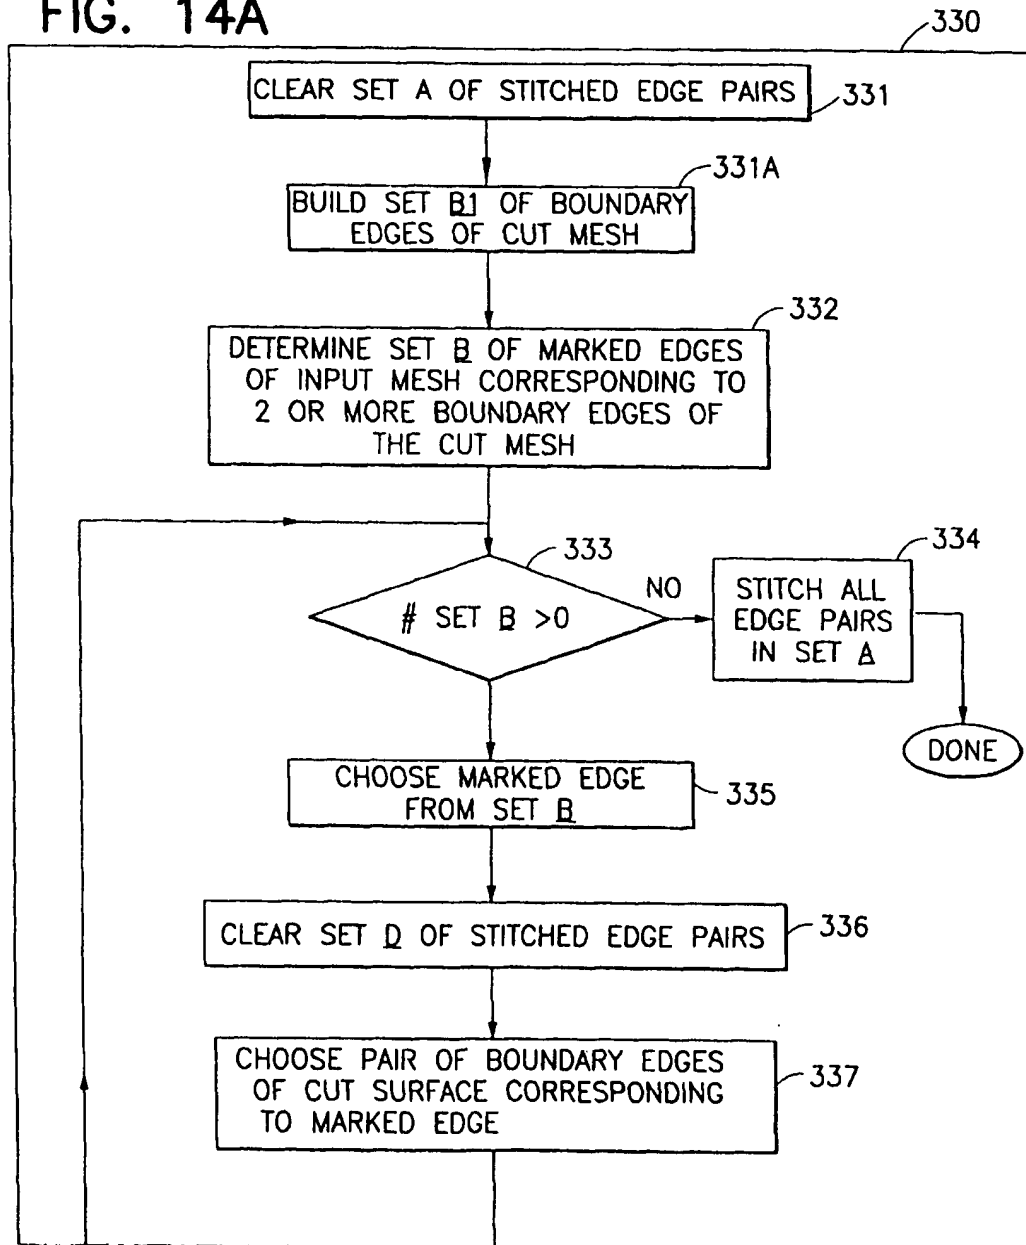 FIG. 14A
330
CLEAR SET A OF STITCHED EDGE PAIRS
331
331A
BUILD SET B1 OF BOUNDARY
EDGES OF CUT MESH
332
DETERMINE SET B OF MARKED EDGES
OF INPUT MESH CORRESPONDING TO
2 OR MORE BOUNDARY EDGES OF
THE CUT MESH
333
# SET B >0
NO
334
STITCH ALL
EDGE PAIRS
IN SET A
DONE
CHOOSE MARKED EDGE
FROM SET B
335
CLEAR SET D OF STITCHED EDGE PAIRS
336
CHOOSE PAIR OF BOUNDARY EDGES
OF CUT SURFACE CORRESPONDING
TO MARKED EDGE
337